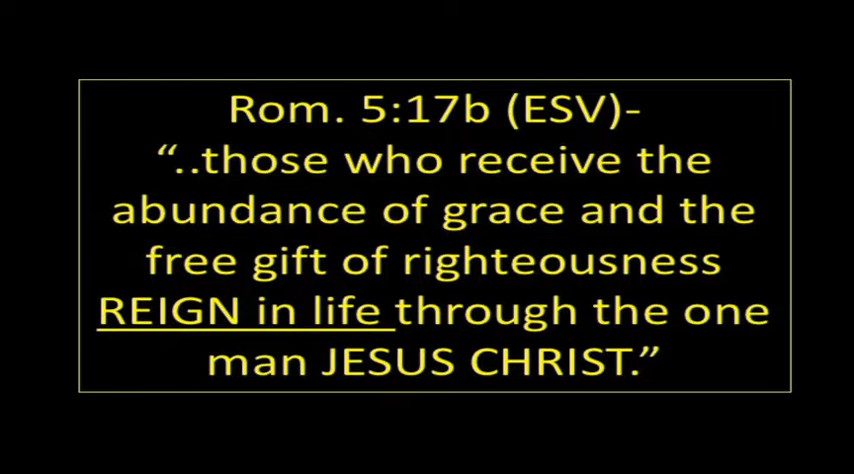 Rom. 5:17b (ESV)-
“..those who receive the
abundance of grace and the
free gift of righteousness
REIGN in life through the one
man JESUS CHRIST.”